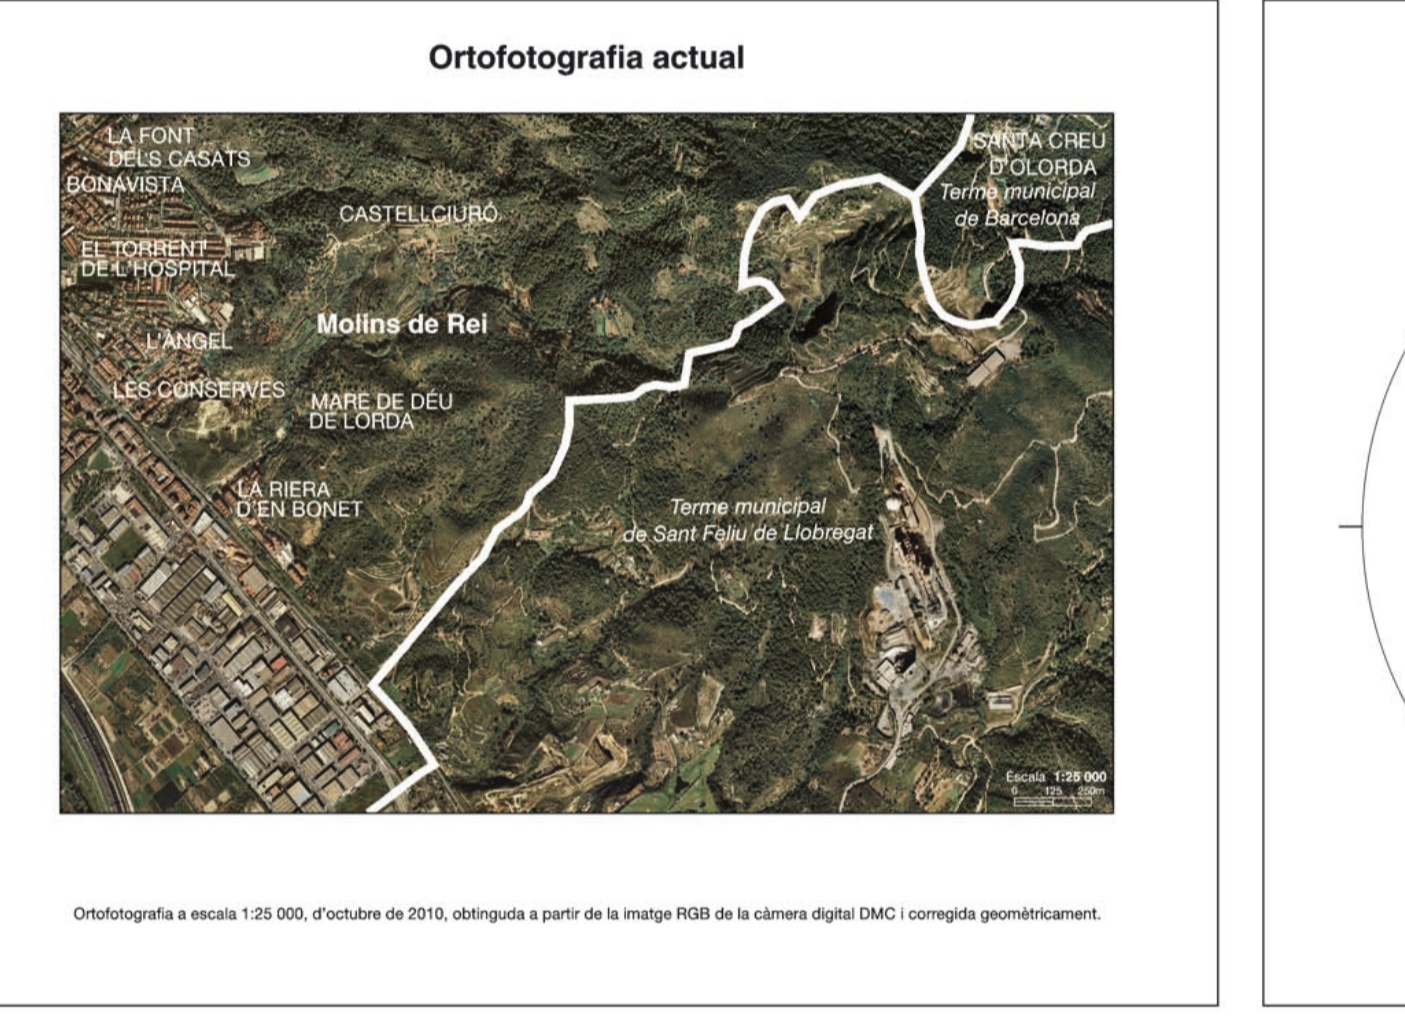 Ortofotografia actual
LA FONT
DELS CASATS
BONAVISTA
SANTA CREU
D'OLORDA
Terme municipal
de Barcelona
CASTELLCIURÓ
EL TORRENT
DE L'HOSPITAL
Molins de Rei
L'ÀNGEL
LES CONSERVES
MARE DE DÉU
DE LORDA
LA RIERA
D'EN BONET
Terme municipal
de Sant Feliu de Llobregat
Escala 1:25 000
0 125 250m
Ortofotografia a escala 1:25 000, d'octubre de 2010, obtinguda a partir de la imatge RGB de la càmera digital DMC i corregida geomètricament.